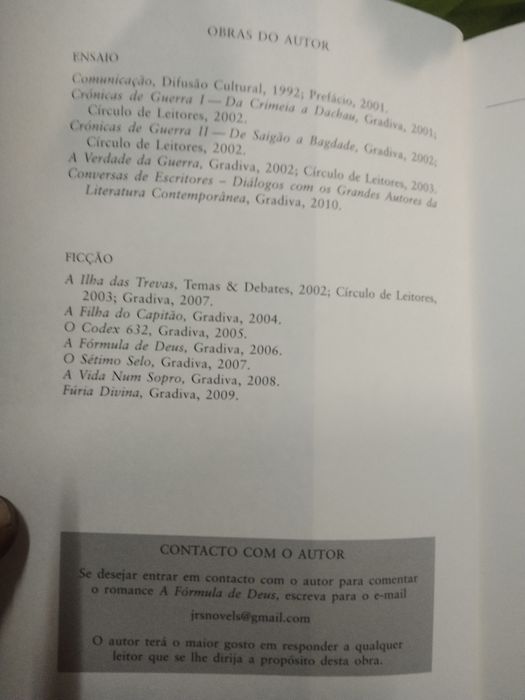 OBRAS DO AUTOR
ENSAIO
Comunicação, Difusão Cultural, 1992; Prefácio, 2001.
Crónicas de Guerra I — Da Crimeia a Dachau, Gradiva, 2001;
Círculo de Leitores, 2002.
Crónicas de Guerra II — De Saigão a Bagdade, Gradiva, 2002;
Círculo de Leitores, 2002.
A Verdade da Guerra, Gradiva, 2002; Círculo de Leitores, 2003.
Conversas de Escritores – Diálogos com os Grandes Autores da
Literatura Contemporânea, Gradiva, 2010.
FICÇÃO
A Ilha das Trevas, Temas & Debates, 2002; Círculo de Leitores,
2003; Gradiva, 2007.
A Filha do Capitão, Gradiva, 2004.
O Codex 632, Gradiva, 2005.
A Fórmula de Deus, Gradiva, 2006.
O Sétimo Selo, Gradiva, 2007.
A Vida Num Sopro, Gradiva, 2008.
Fúria Divina, Gradiva, 2009.
CONTACTO COM O AUTOR
Se desejar entrar em contacto com o autor para comentar
o romance A Fórmula de Deus, escreva para o e-mail
jrsnovels@gmail.com
O autor terá o maior gosto em responder a qualquer
leitor que se lhe dirija a propósito desta obra.